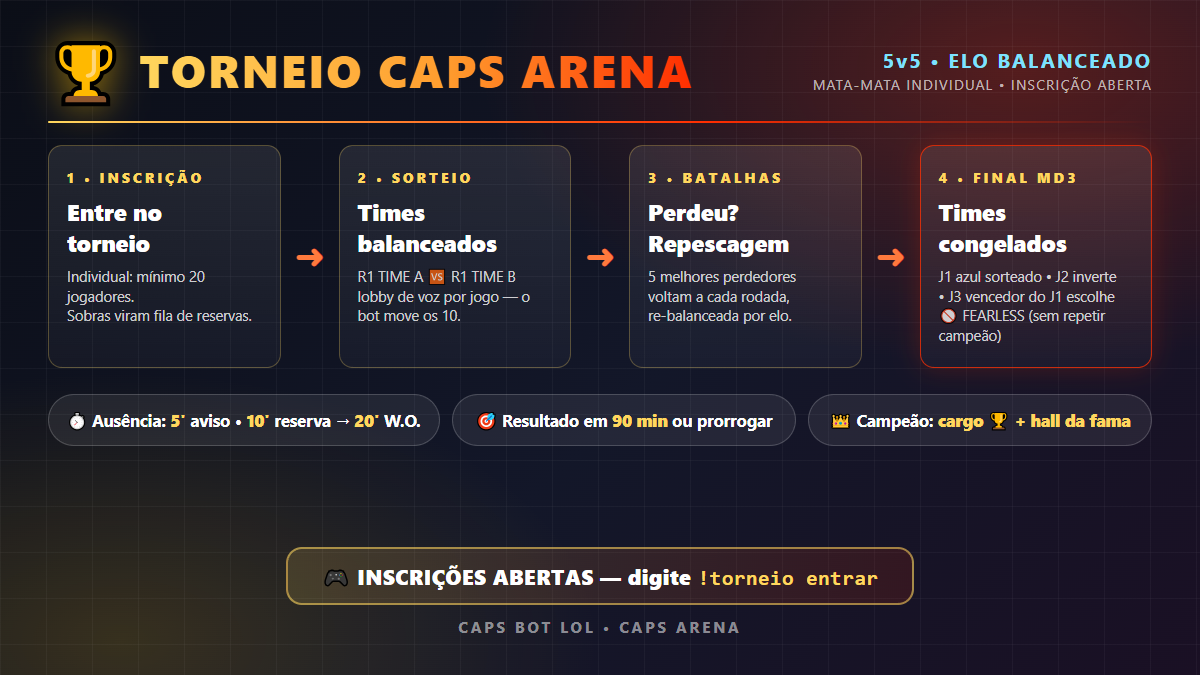 🏆 TORNEIO CAPS ARENA
5v5 • ELO BALANCEADO
MATA-MATA INDIVIDUAL • INSCRIÇÃO ABERTA
1 • INSCRIÇÃO
Entre no
torneio
Individual: mínimo 20
jogadores.
Sobras viram fila de reservas.
➜
2 • SORTEIO
Times
balanceados
R1 TIME A 🆚 R1 TIME B
lobby de voz por jogo — o
bot move os 10.
➜
3 • BATALHAS
Perdeu?
Repescagem
5 melhores perdedores
voltam a cada rodada,
re-balanceada por elo.
➜
4 • FINAL MD3
Times
congelados
J1 azul sorteado • J2 inverte
• J3 vencedor do J1 escolhe
🚫 FEARLESS (sem repetir
campeão)
⏱ Ausência: 5' aviso • 10' reserva → 20' W.O.
🎯 Resultado em 90 min ou prorrogar
👑 Campeão: cargo 🏆 + hall da fama
🎮 INSCRIÇÕES ABERTAS — digite !torneio entrar
CAPS BOT LOL • CAPS ARENA